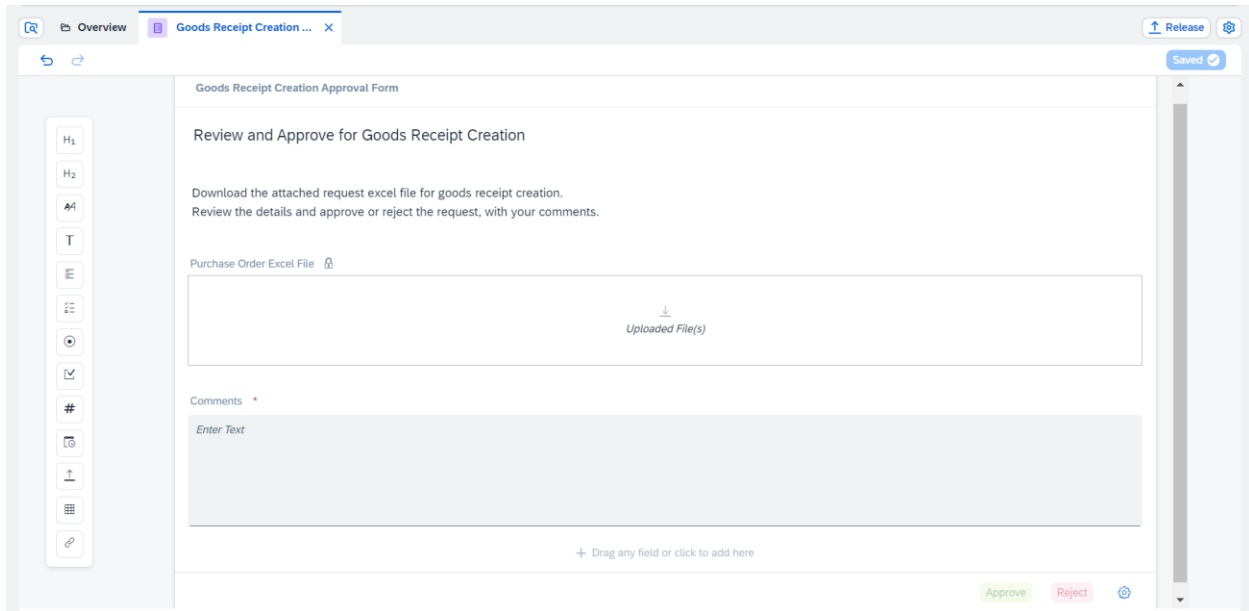 Overview
Goods Receipt Creation ...
Release
Saved
Goods Receipt Creation Approval Form
H1
Review and Approve for Goods Receipt Creation
H2
Download the attached request excel file for goods receipt creation.
Review the details and approve or reject the request, with your comments.
T
Purchase Order Excel File
Uploaded File(s)
Comments *
#
Enter Text
+ Drag any field or click to add here
Approve Reject